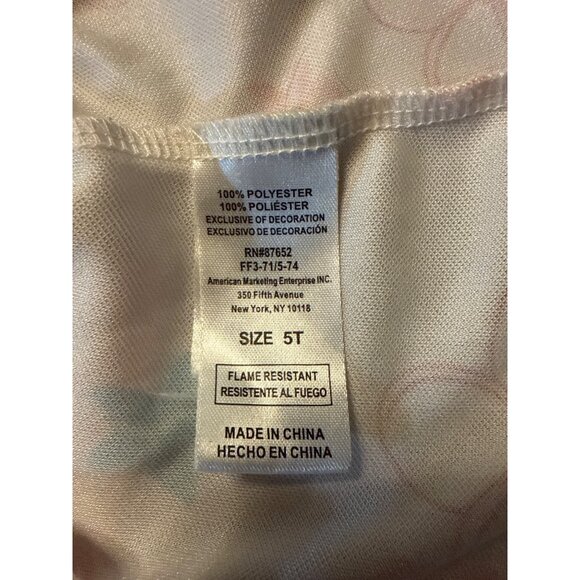 100% POLYESTER
100% POLIÉSTER
EXCLUSIVE OF DECORATION
EXCLUSIVO DE DECORACIÓN
RN#87652
FF3-71/5-74
American Marketing Enterprise INC.
350 Fifth Avenue
New York, NY 10118
SIZE 5T
FLAME RESISTANT
RESISTENTE AL FUEGO
MADE IN CHINA
HECHO EN CHINA